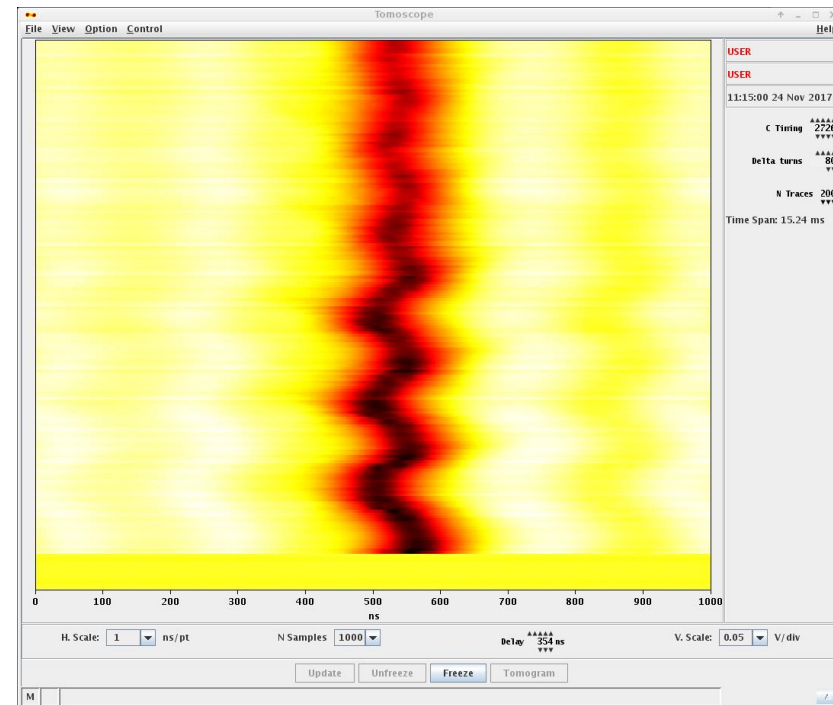 Tomoscope
File View Option Control
USER
USER
11:15:00 24 Nov 2017
C Timing
Delta turns
N Traces
Time Span: 15.24 ms
0 100 200 300 400 500 600 700 800 900 1000
ns
H. Scale: 1 ns/pt N Samples 1000 Delay 354 ns V. Scale: 0.05 V/div
Update Unfreeze Freeze Tomogram
M